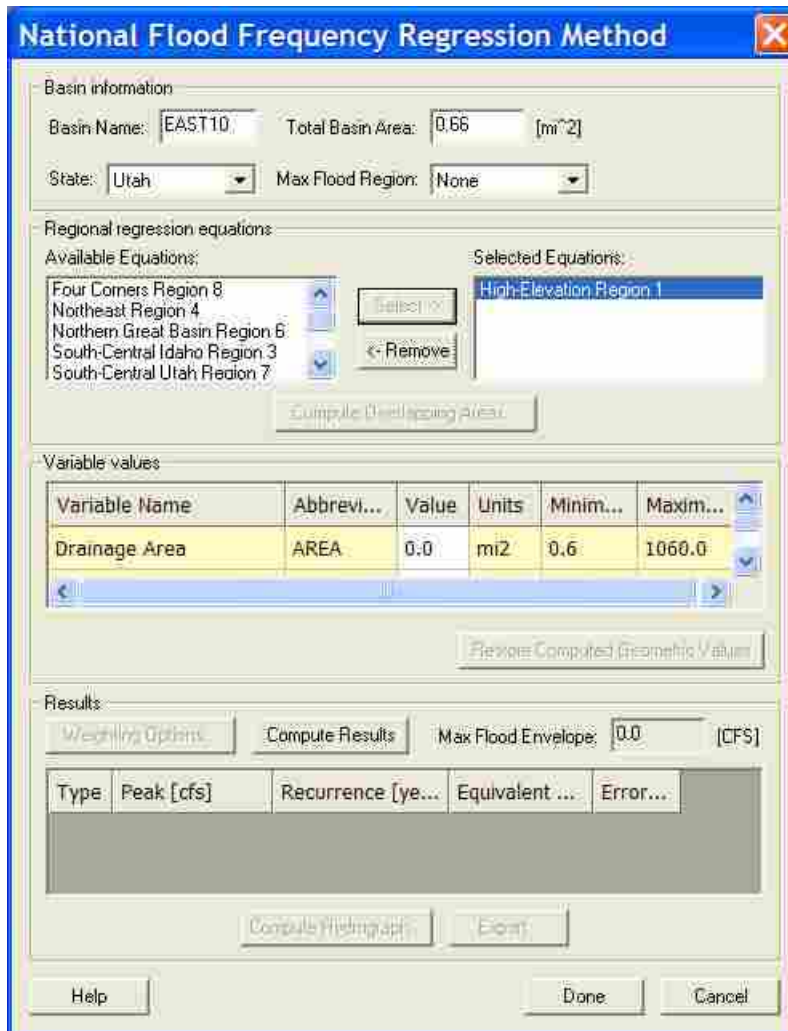 National Flood Frequency Regression Method
Basin information
Basin Name: EAST10 Total Basin Area: 0.66 [mi^2]
State: Utah Max Flood Region: None
Regional regression equations
Available Equations: Selected Equations:
Four Corners Region 8
Northeast Region 4
Northern Great Basin Region 6
South-Central Idaho Region 3
South-Central Utah Region 7
Select ->
<- Remove
High-Elevation Region 1
Compute Overlapping Areas...
Variable values
Variable Name Abbrevi... Value Units Minim... Maxim...
Drainage Area AREA 0.0 mi2 0.6 1060.0
Restore Computed Geometric Values
Results
Weighting Options... Compute Results Max Flood Envelope: 0.0 [CFS]
Type Peak [cfs] Recurrence [ye... Equivalent ... Error...
Compute Hydrograph... Export...
Help Done Cancel